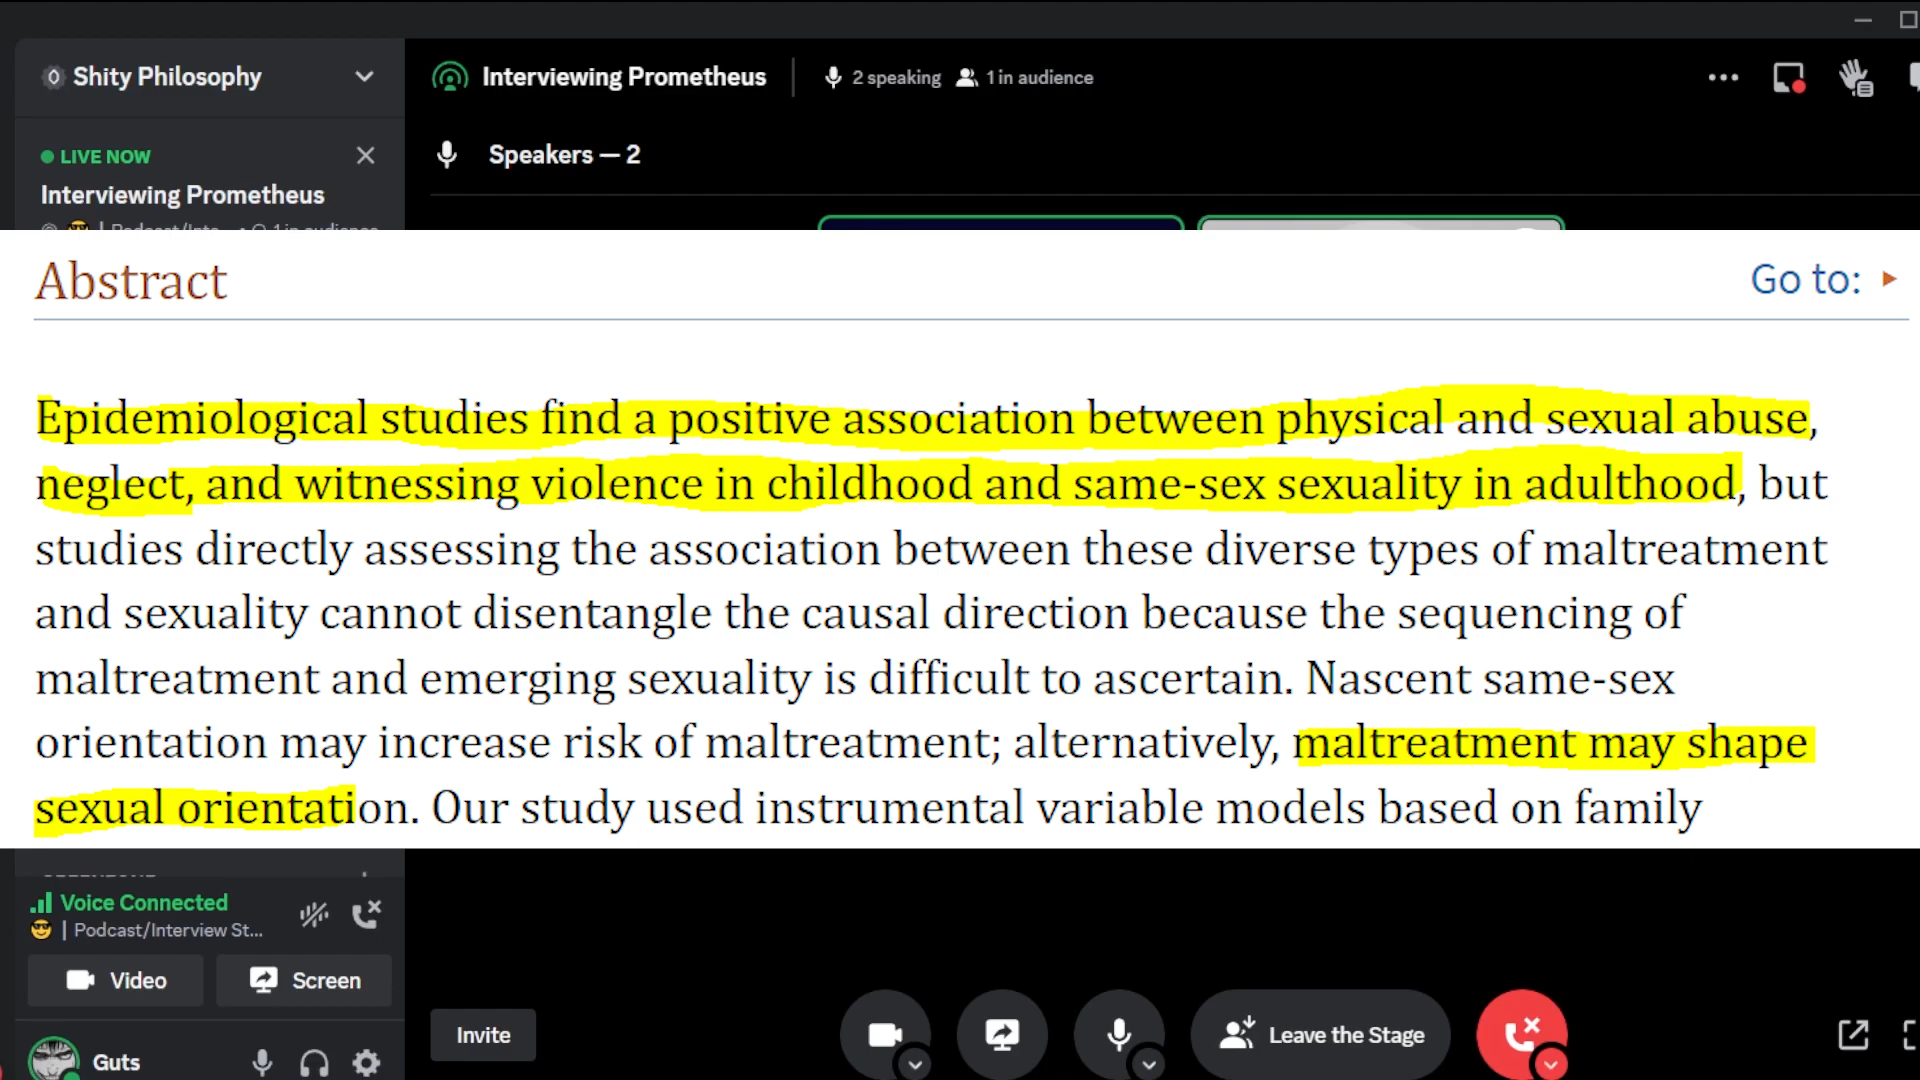 Shity Philosophy
LIVE NOW
Interviewing Prometheus
Interviewing Prometheus
2 speaking
1 in audience
Speakers — 2
Abstract
Go to:
Epidemiological studies find a positive association between physical and sexual abuse,
neglect, and witnessing violence in childhood and same-sex sexuality in adulthood, but
studies directly assessing the association between these diverse types of maltreatment
and sexuality cannot disentangle the causal direction because the sequencing of
maltreatment and emerging sexuality is difficult to ascertain. Nascent same-sex
orientation may increase risk of maltreatment; alternatively, maltreatment may shape
sexual orientation. Our study used instrumental variable models based on family
Voice Connected
| Podcast/Interview St...
Video
Screen
Guts
Invite
Leave the Stage